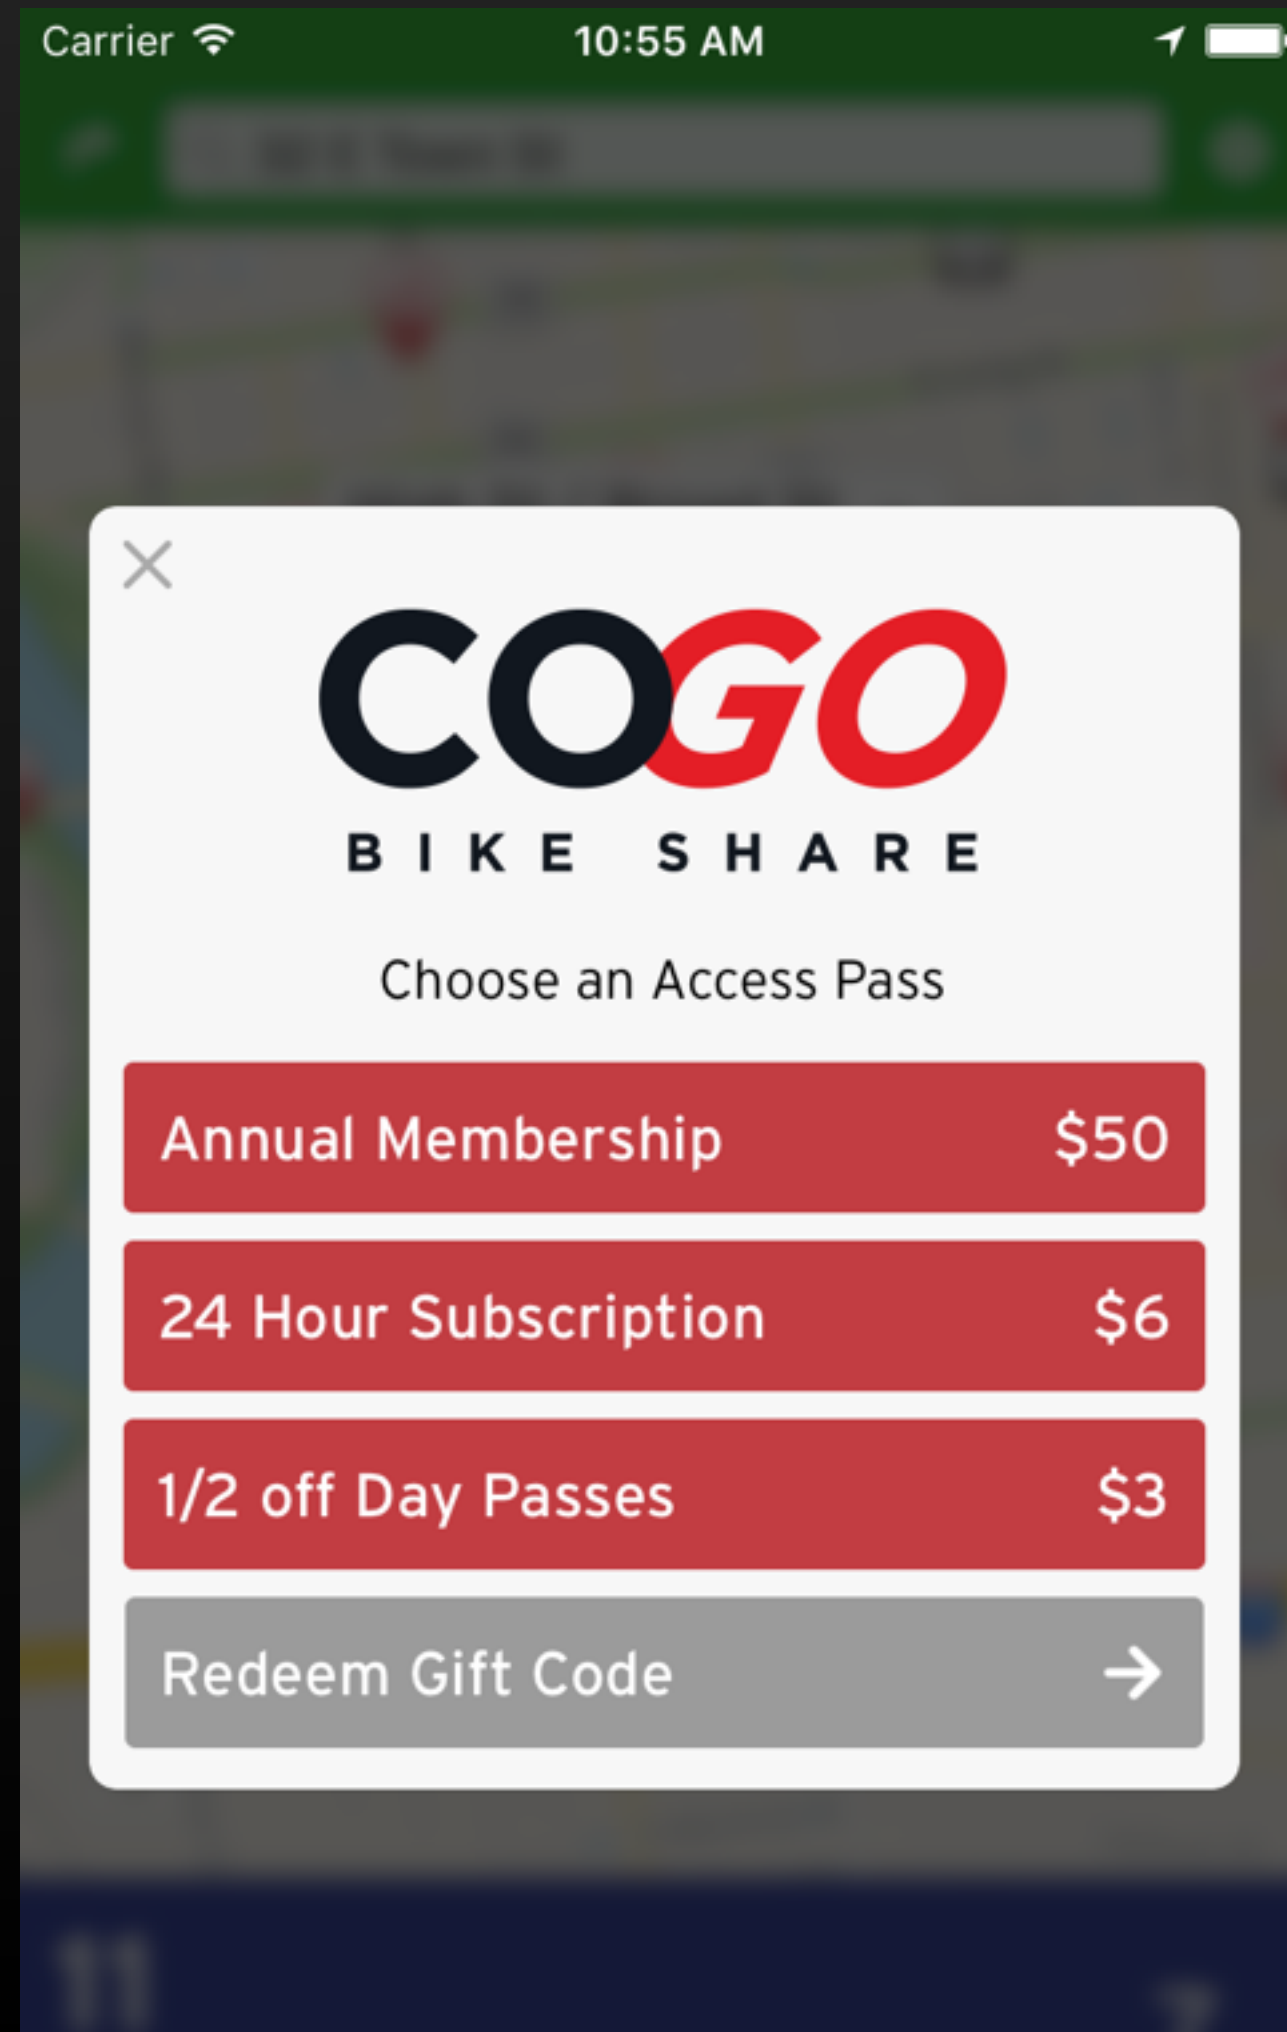 Carrier 10:55 AM
COGO
BIKE SHARE
Choose an Access Pass
Annual Membership $50
24 Hour Subscription $6
1/2 off Day Passes $3
Redeem Gift Code →
11